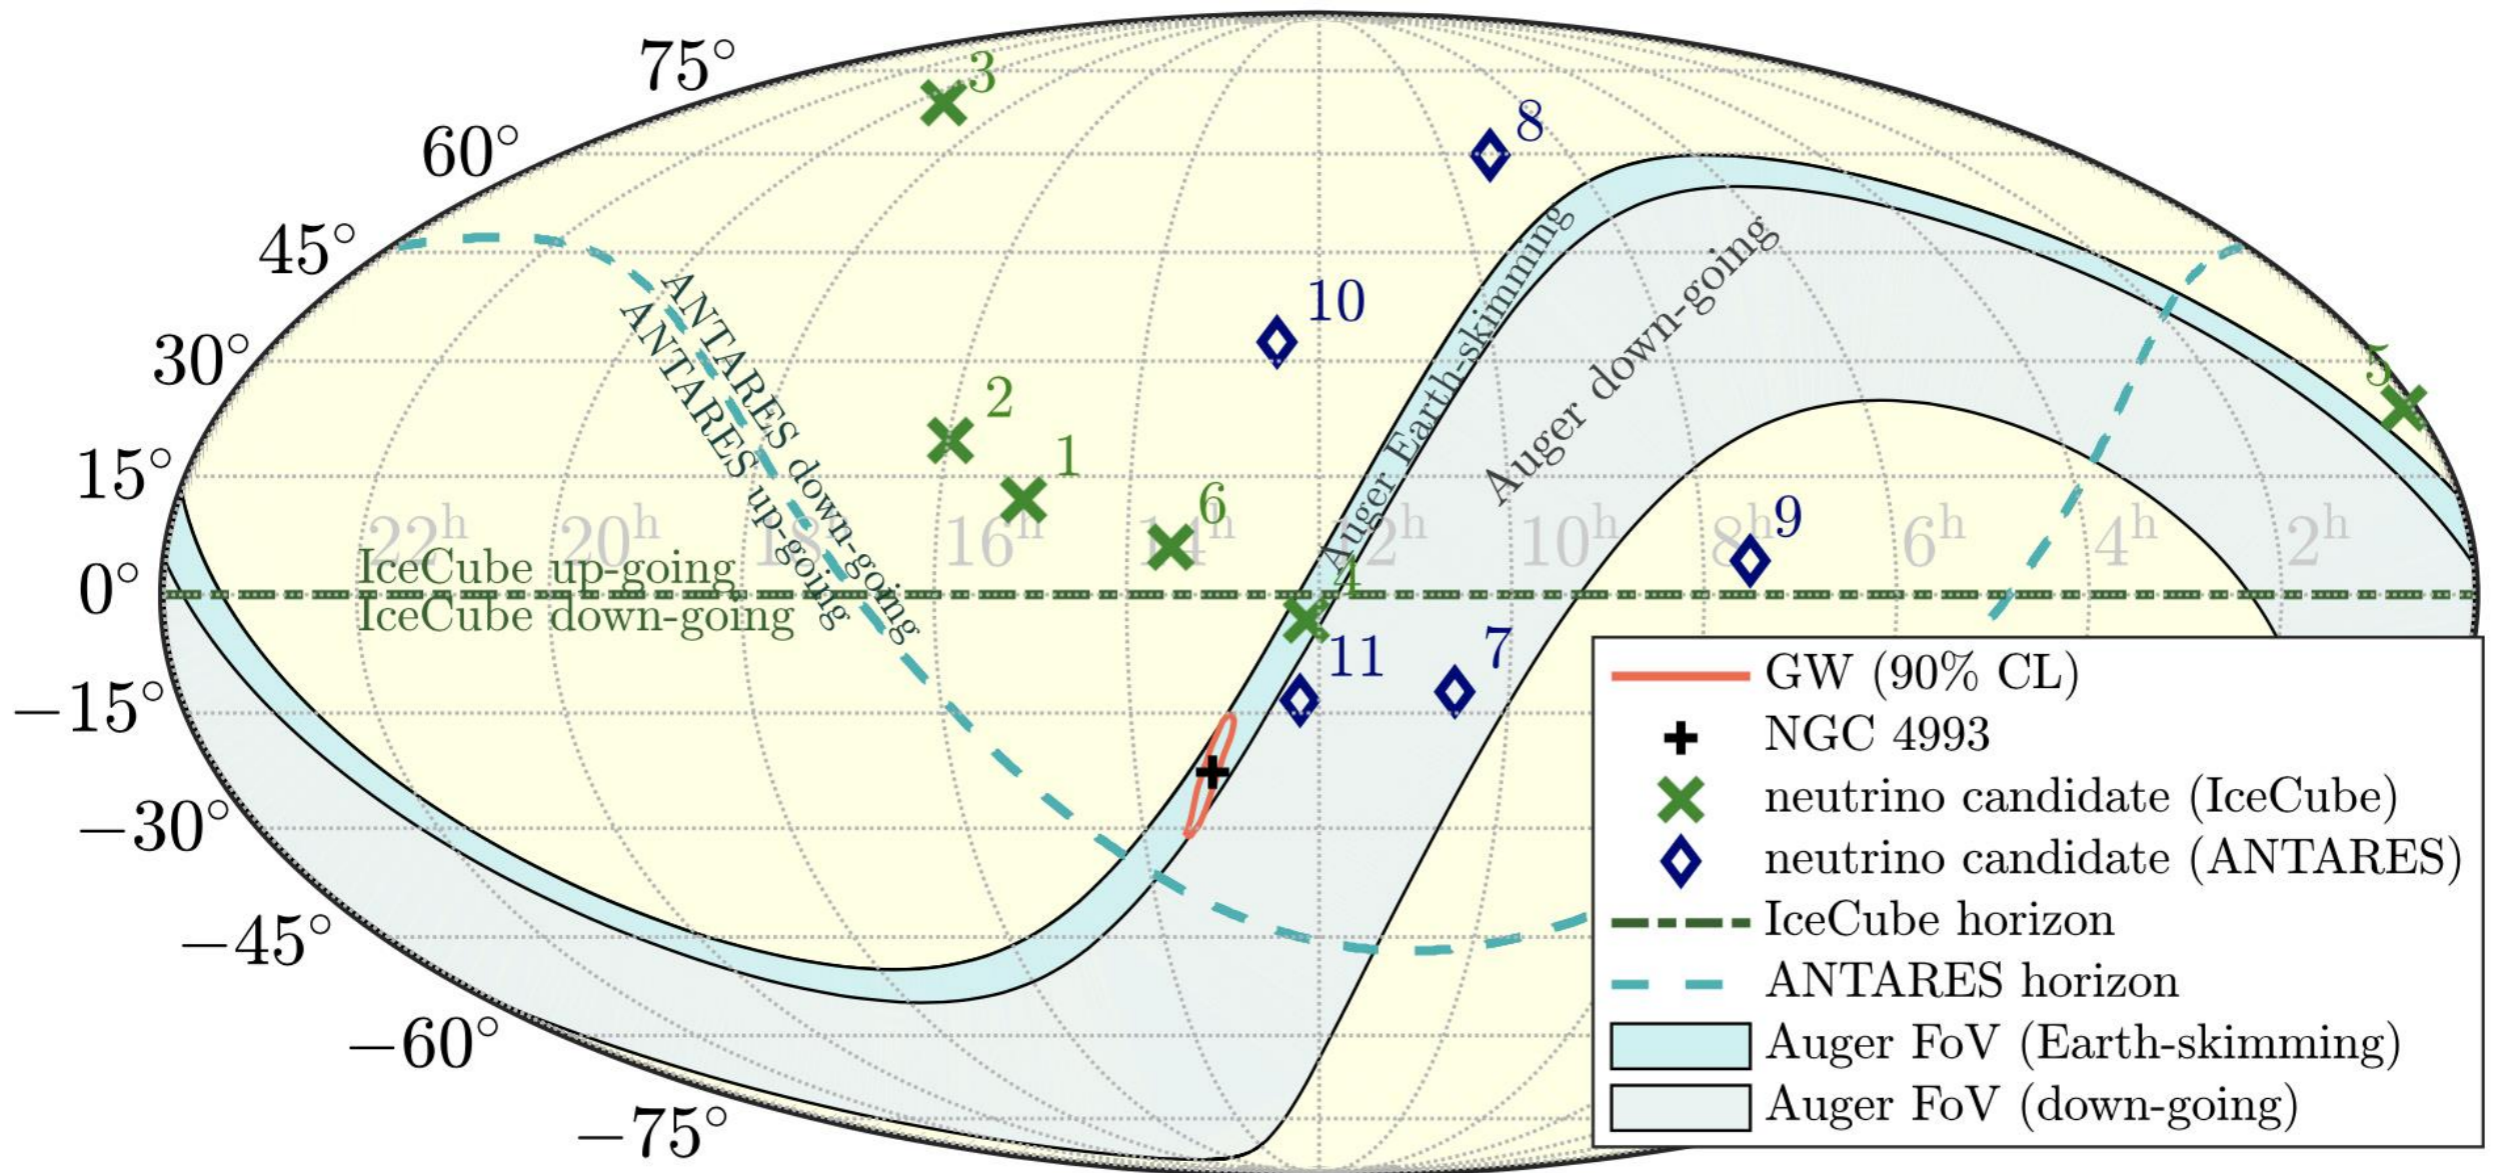 75°
60°
45°
30°
15°
0°
−15°
−30°
−45°
−60°
−75°
3
8
10
5
2
1
6
4
9
11
7
22h
20h
18h
16h
14h
12h
10h
8h
6h
4h
2h
ANTARES down-going
ANTARES up-going
IceCube up-going
IceCube down-going
Auger Earth-skimming
Auger down-going
GW (90% CL)
NGC 4993
neutrino candidate (IceCube)
neutrino candidate (ANTARES)
IceCube horizon
ANTARES horizon
Auger FoV (Earth-skimming)
Auger FoV (down-going)